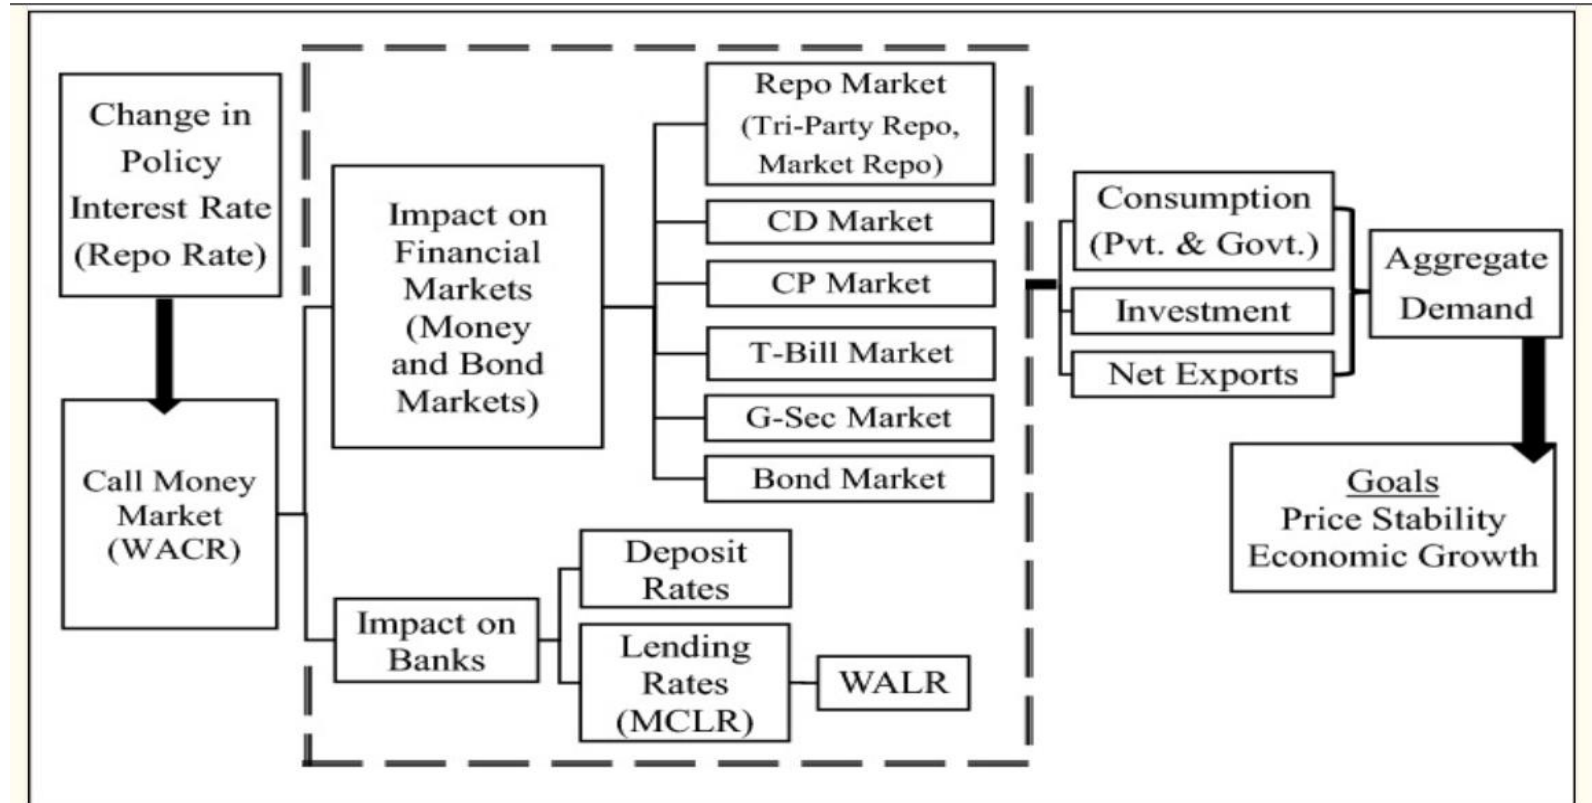 Change in
Policy
Interest Rate
(Repo Rate)
Call Money
Market
(WACR)
Impact on
Financial
Markets
(Money
and Bond
Markets)
Repo Market
(Tri-Party Repo,
Market Repo)
CD Market
CP Market
T-Bill Market
G-Sec Market
Bond Market
Impact on
Banks
Deposit
Rates
Lending
Rates
(MCLR)
WALR
Consumption
(Pvt. & Govt.)
Investment
Net Exports
Aggregate
Demand
Goals
Price Stability
Economic Growth